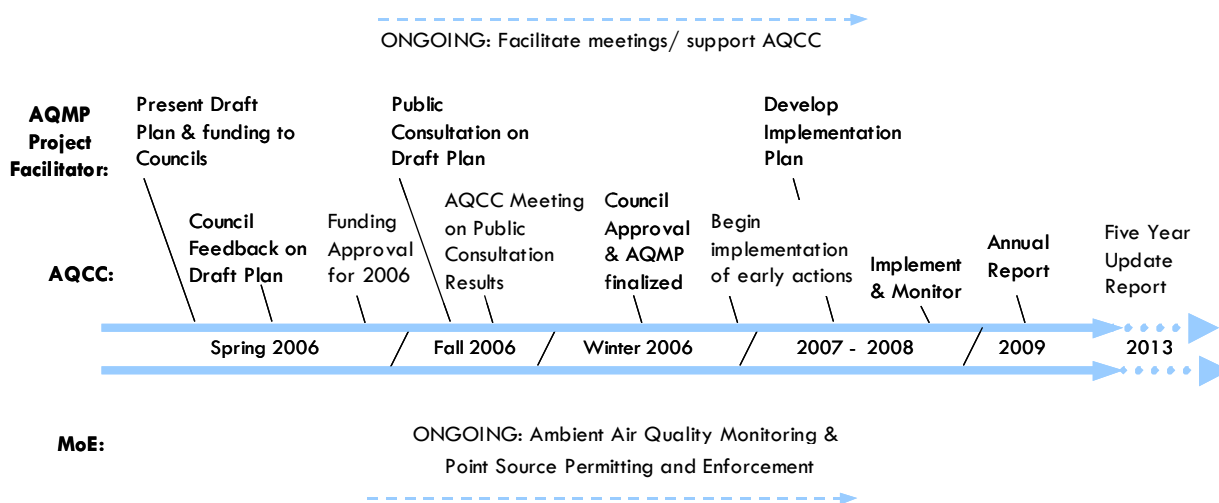 ONGOING: Facilitate meetings/ support AQCC
AQMP
Project
Facilitator:
Present Draft
Plan & funding to
Councils
Public
Consultation on
Draft Plan
Develop
Implementation
Plan
AQCC:
Council
Feedback on
Draft Plan
Funding
Approval
for 2006
AQCC Meeting
on Public
Consultation
Results
Council
Approval
& AQMP
finalized
Begin
implementation
of early actions
Implement
& Monitor
Annual
Report
Five Year
Update
Report
Spring 2006
Fall 2006
Winter 2006
2007 - 2008
2009
2013
MoE:
ONGOING: Ambient Air Quality Monitoring &
Point Source Permitting and Enforcement